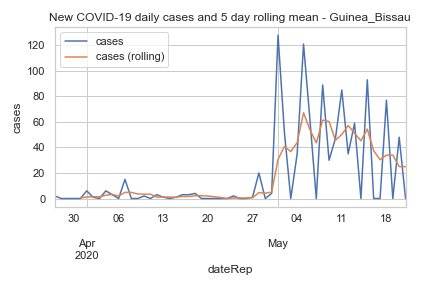 New COVID-19 daily cases and 5 day rolling mean - Guinea_Bissau
cases
cases (rolling)
120
100
80
60
40
20
0
cases
30 06 13 20 27 04 11 18
Apr May
2020
dateRep